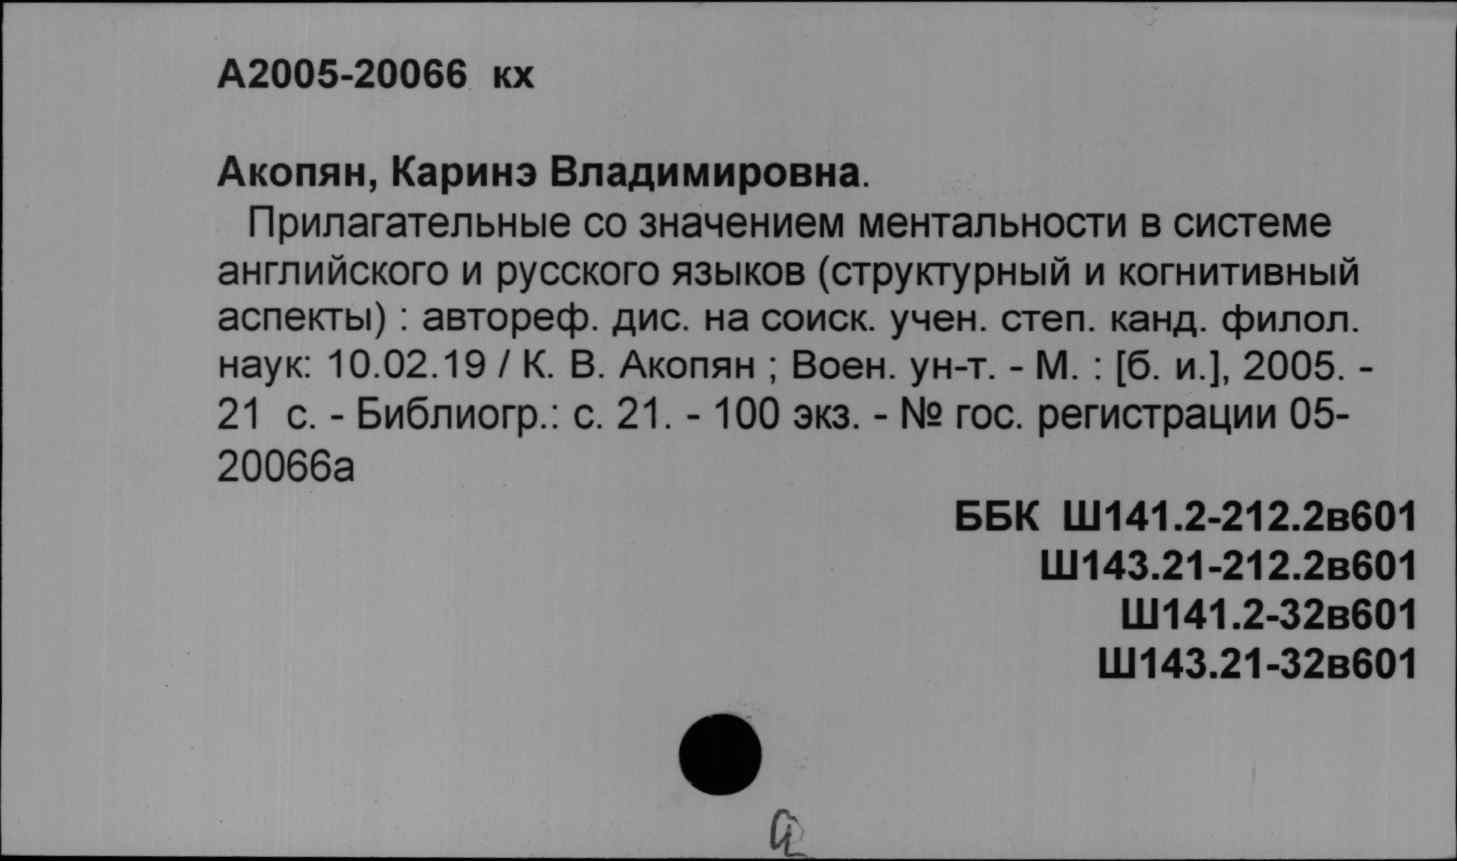 А2005-20066 кх
Акопян, Каринэ Владимировна.
Прилагательные со значением ментальности в системе
английского и русского языков (структурный и когнитивный
аспекты) : автореф. дис. на соиск. учен. степ. канд. филол.
наук: 10.02.19 / К. В. Акопян ; Воен. ун-т. - М. : [б. и.], 2005. -
21 с. - Библиогр.: с. 21. - 100 экз. - № гос. регистрации 05-
20066а
ББК Ш141.2-212.2в601
Ш143.21-212.2в601
Ш141.2-32в601
Ш143.21-32в601